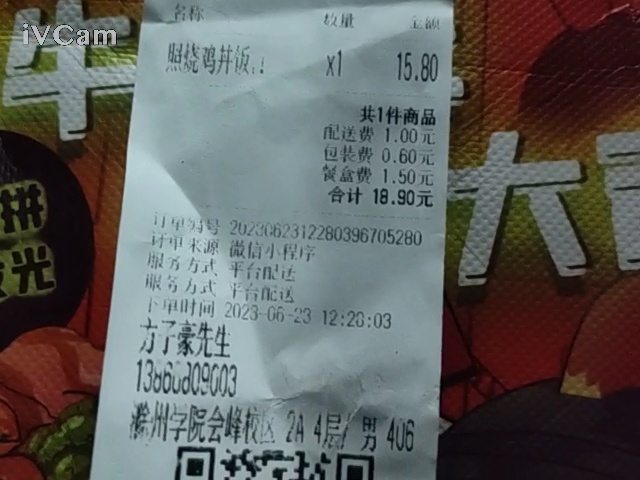 iVCam
名称 数量 金额
照烧鸡丼饭.. x1 15.80
共1件商品
配送费 1.00元
包装费 0.60元
餐盒费 1.50元
合计 18.90元
订单编号 2023062312280396705280
订单来源 微信小程序
服务方式 平台配送
服务方式 平台配送
下单时间 2023-06-23 12:28:03
方子豪先生
滁州学院会峰校区 2A 4层/ 男 406
牛
大
拼
光